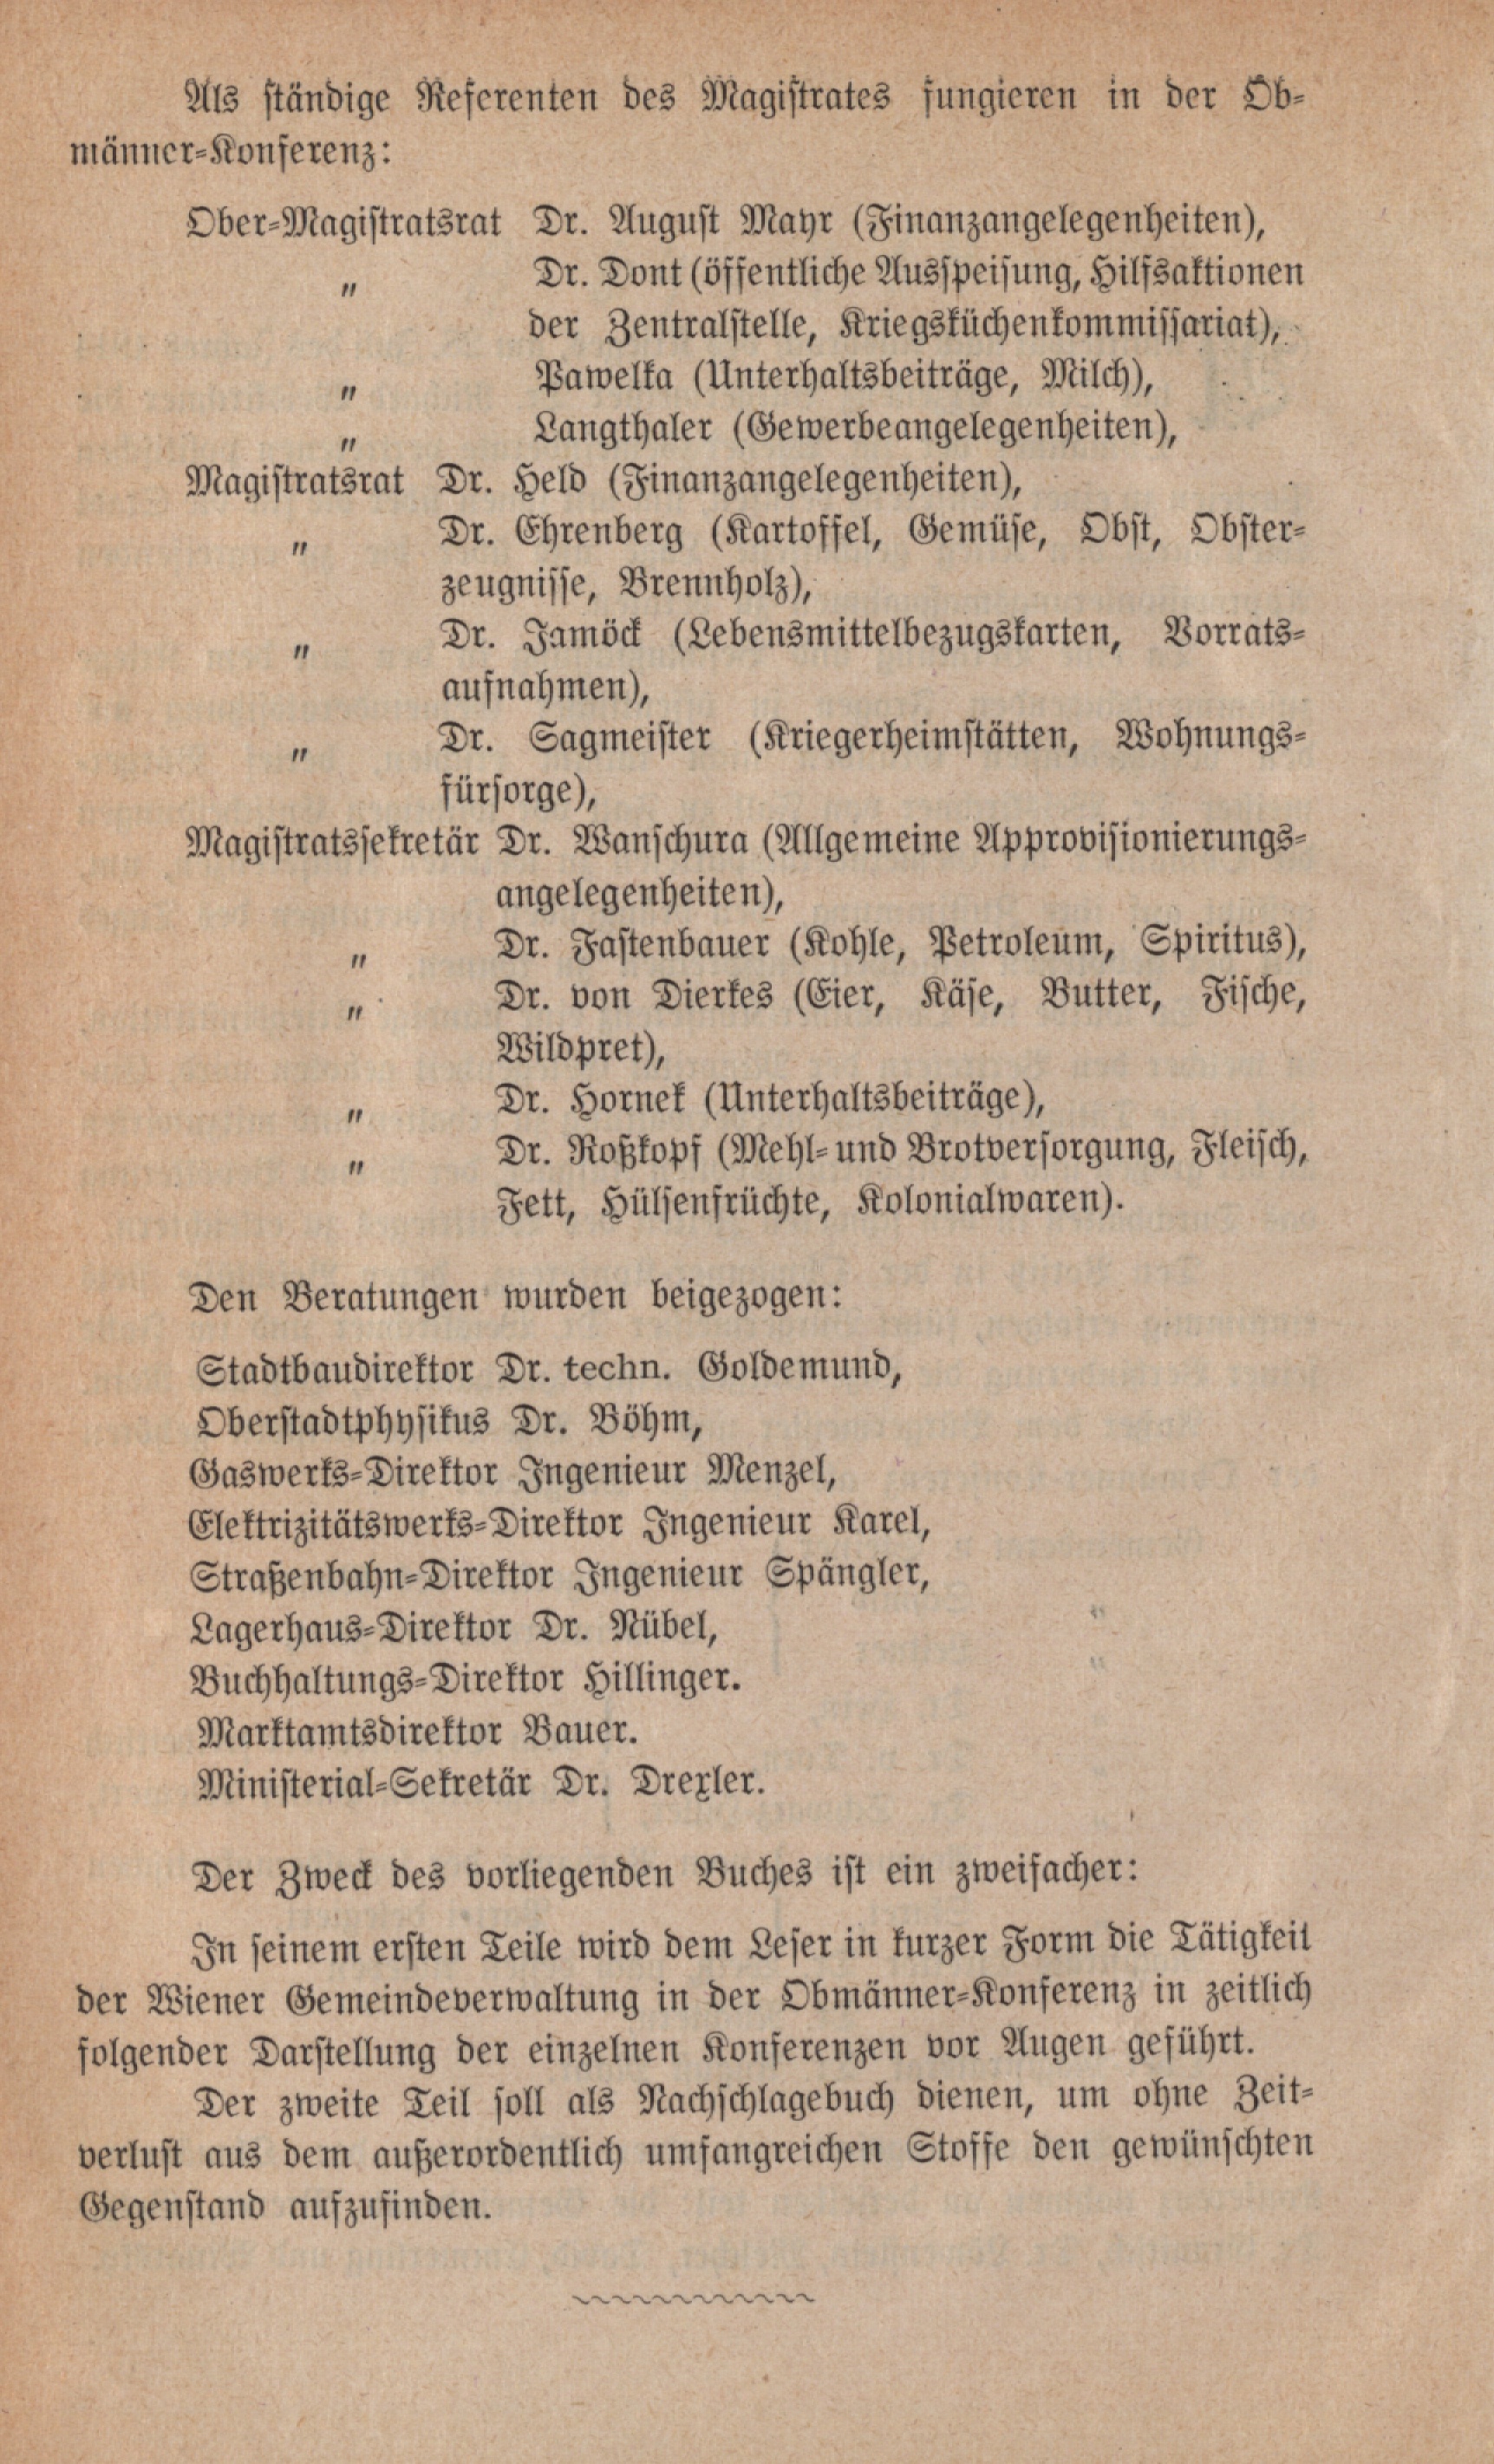 Als ständige Referenten des Magistrates fungieren in der Ob-
männer-Konferenz:
Ober-Magistratsrat Dr. August Mayr (Finanzangelegenheiten),
" Dr. Dont (öffentliche Ausspeisung, Hilfsaktionen
der Zentralstelle, Kriegsküchenkommissariat),
" Pawelka (Unterhaltsbeiträge, Milch),
" Langthaler (Gewerbeangelegenheiten),
Magistratsrat Dr. Held (Finanzangelegenheiten),
" Dr. Ehrenberg (Kartoffel, Gemüse, Obst, Obster-
zeugnisse, Brennholz),
" Dr. Jamöck (Lebensmittelbezugskarten, Vorrats-
aufnahmen),
" Dr. Sagmeister (Kriegerheimstätten, Wohnungs-
fürsorge),
Magistratssekretär Dr. Wanschura (Allgemeine Approvisionierungs-
angelegenheiten),
" Dr. Fastenbauer (Kohle, Petroleum, Spiritus),
" Dr. von Dierkes (Eier, Käse, Butter, Fische,
Wildpret),
" Dr. Hornek (Unterhaltsbeiträge),
" Dr. Roßkopf (Mehl- und Brotversorgung, Fleisch,
Fett, Hülsenfrüchte, Kolonialwaren).
Den Beratungen wurden beigezogen:
Stadtbaudirektor Dr. techn. Goldemund,
Oberstadtphysikus Dr. Böhm,
Gaswerks-Direktor Ingenieur Menzel,
Elektrizitätswerks-Direktor Ingenieur Karel,
Straßenbahn-Direktor Ingenieur Spängler,
Lagerhaus-Direktor Dr. Nübel,
Buchhaltungs-Direktor Hillinger.
Marktamtsdirektor Bauer.
Ministerial-Sekretär Dr. Drexler.
Der Zweck des vorliegenden Buches ist ein zweifacher:
In seinem ersten Teile wird dem Leser in kurzer Form die Tätigkeit
der Wiener Gemeindeverwaltung in der Obmänner-Konferenz in zeitlich
folgender Darstellung der einzelnen Konferenzen vor Augen geführt.
Der zweite Teil soll als Nachschlagebuch dienen, um ohne Zeit-
verlust aus dem außerordentlich umfangreichen Stoffe den gewünschten
Gegenstand aufzufinden.